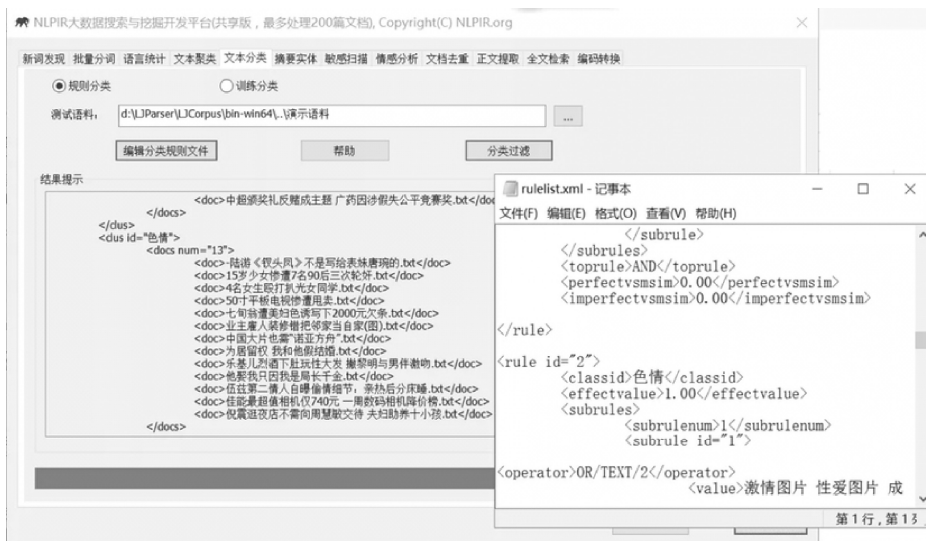 NLPIR大数据搜索与挖掘开发平台(共享版，最多处理200篇文档), Copyright(C) NLPIR.org
新词发现 批量分词 语言统计 文本聚类 文本分类 摘要实体 敏感扫描 情感分析 文档去重 正文提取 全文检索 编码转换
规则分类 训练分类
测试语料： d:\LJParser\LJCorpus\bin-win64\..\演示语料 ...
编辑分类规则文件 帮助 分类过滤
结果提示
<doc>中超颁奖礼反赌成主题 广药因涉假失公平竞赛奖.txt</doc
</docs>
</clus>
<clus id="色情">
<docs num="13">
<doc>-陆游《钗头凤》不是写给表妹唐琬的.txt</doc>
<doc>15岁少女惨遭7名90后三次轮奸.txt</doc>
<doc>4名女生殴打扒光女同学.txt</doc>
<doc>50寸平板电视惨遭甩卖.txt</doc>
<doc>七旬翁遭美妇色诱写下2000元欠条.txt</doc>
<doc>业主雇人装修错把邻家当自家(图).txt</doc>
<doc>中国大片也需"诺亚方舟".txt</doc>
<doc>为居留权 我和他假结婚.txt</doc>
<doc>乐基儿烈酒下肚玩性大发 撇黎明与男伴激吻.txt</doc>
<doc>他娶我只因我是局长千金.txt</doc>
<doc>伍兹第二情人自曝偷情细节，亲热后分床睡.txt</doc>
<doc>佳能最超值相机仅740元 一周数码相机降价榜.txt</doc>
<doc>倪震逛夜店不需向周慧敏交待 夫妇助养十小孩.txt</doc>
</docs>
rulelist.xml - 记事本
文件(F) 编辑(E) 格式(O) 查看(V) 帮助(H)
</subrule>
</subrules>
<toprule>AND</toprule>
<perfectvsmsim>0.00</perfectvsmsim>
<imperfectvsmsim>0.00</imperfectvsmsim>
</rule>
<rule id="2">
<classid>色情</classid>
<effectvalue>1.00</effectvalue>
<subrules>
<subrulenum>1</subrulenum>
<subrule id="1">
<operator>OR/TEXT/2</operator>
<value>激情图片 性爱图片 成
第1行，第13